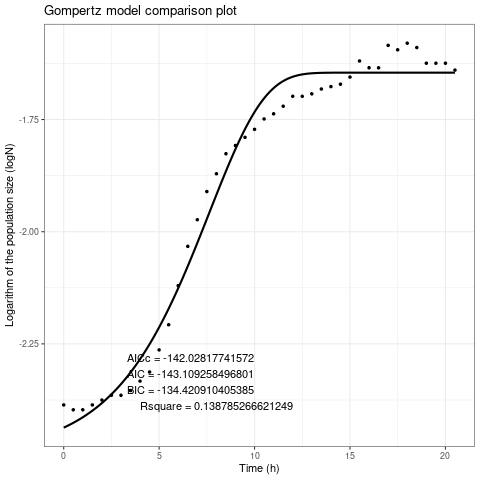 Gompertz model comparison plot
Logarithm of the population size (logN)
-1.75
-2.00
-2.25
AICc = -142.02817741572
AIC = -143.109258496801
BIC = -134.420910405385
Rsquare = 0.138785266621249
0 5 10 15 20
Time (h)